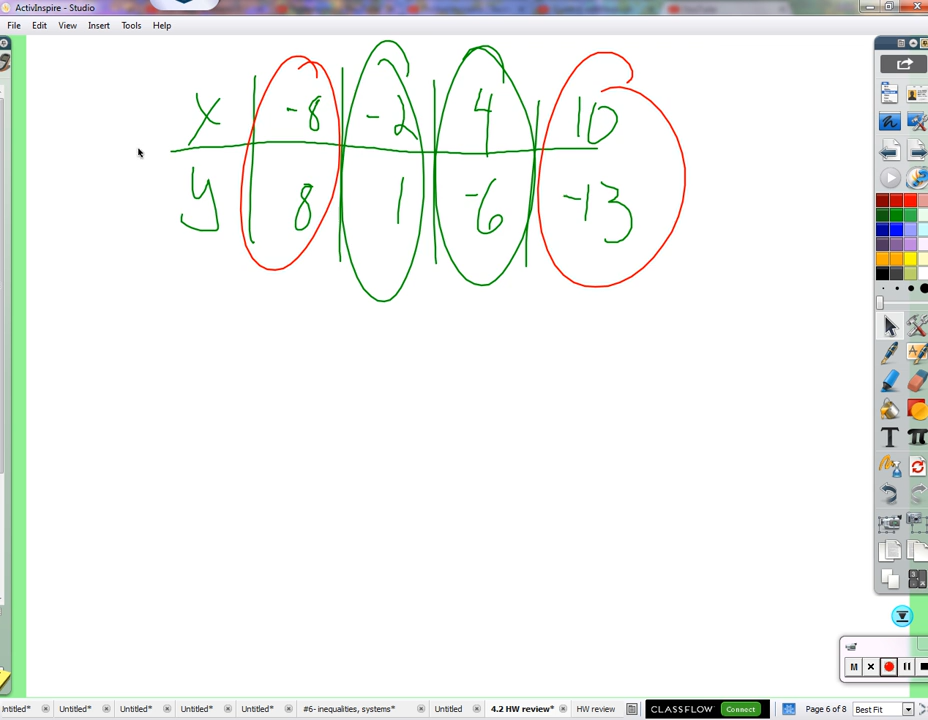 ActivInspire - Studio
File Edit View Insert Tools Help
x -8 -2 4 10
y 8 1 -6 -13
T π
M
Untitled* Untitled* Untitled* Untitled* #6- inequalities, systems* Untitled 4.2 HW review* HW review CLASSFLOW Connect Page 6 of 8 Best Fit